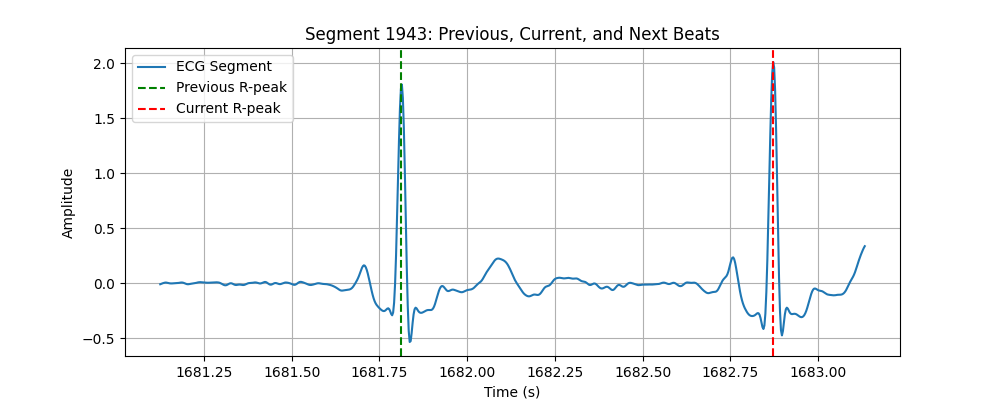 Segment 1943: Previous, Current, and Next Beats
ECG Segment
Previous R-peak
Current R-peak
Amplitude
2.0
1.5
1.0
0.5
0.0
−0.5
1681.25 1681.50 1681.75 1682.00 1682.25 1682.50 1682.75 1683.00
Time (s)